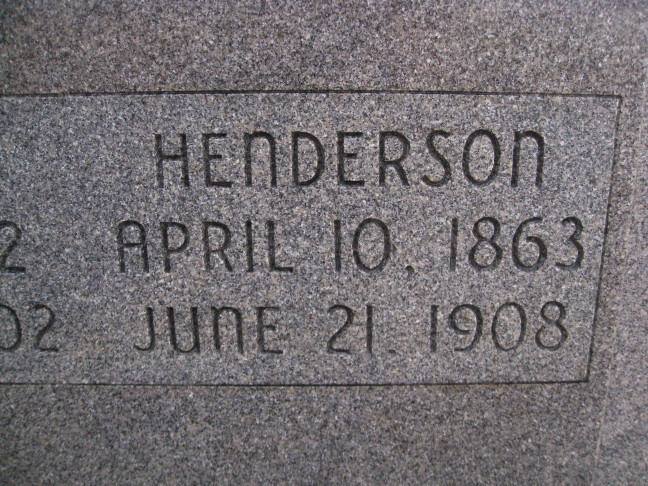 HENDERSON
2 APRIL 10, 1863
02 JUNE 21, 1908